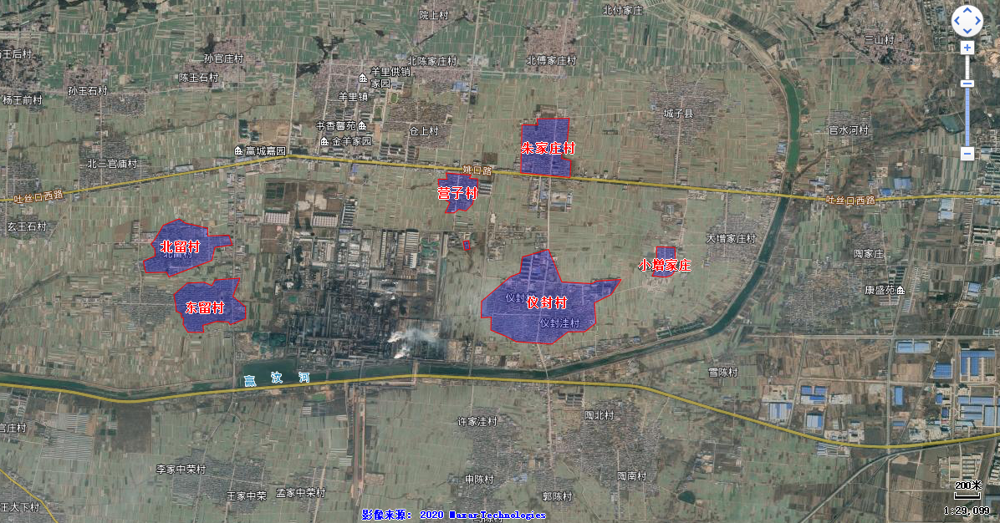 院上村
北付家庄
三山村
王后村
孙官庄村
北陈家庄村
北傅家庄村
羊里供销
家园
陈王石村
孙王石村
杨王前村
羊里镇
城子县
书香馨苑
仓上村
官水河村
金羊家园
朱家庄村
嬴城嘉园
北三官庙村
姚口路
吐丝口西路
营子村
吐丝口西路
玄王石村
大增家庄村
北留村
北留村
陶家庄
小增家庄
康盛苑
仪封
仪封村
东留村
仪封洼村
雪陈村
嬴汶河
陶北村
许家洼村
官庄村
李家中荣村
申陈村
陶南村
王家中荣
孟家中荣村
郭陈村
王大下村
200米
1:29,099
影像来源: 2020 MaxarTechnologies